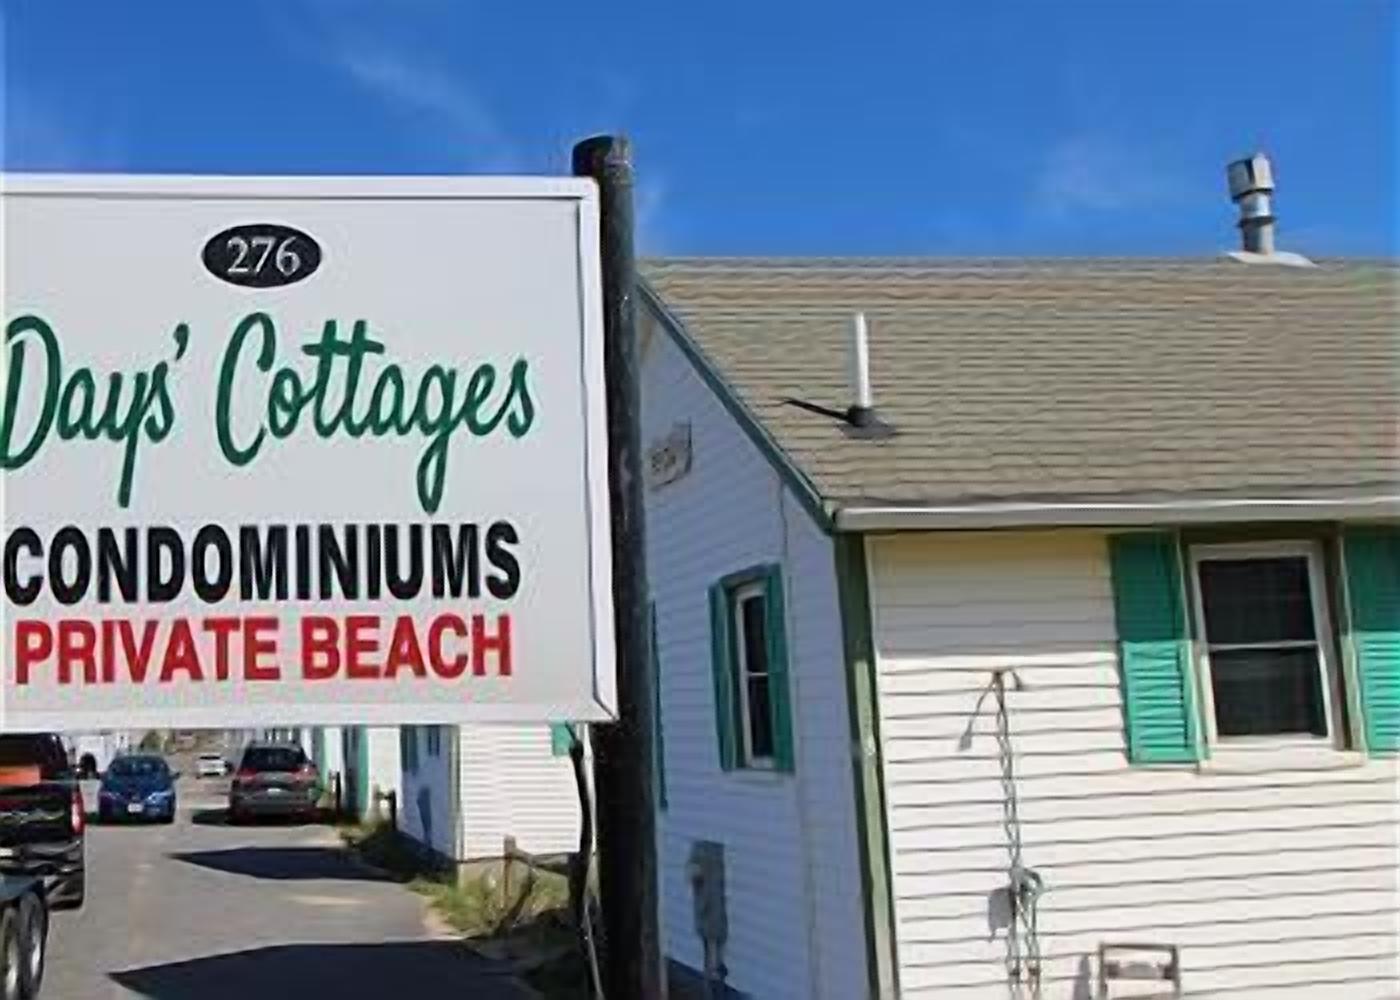 276
Days' Cottages
CONDOMINIUMS
PRIVATE BEACH